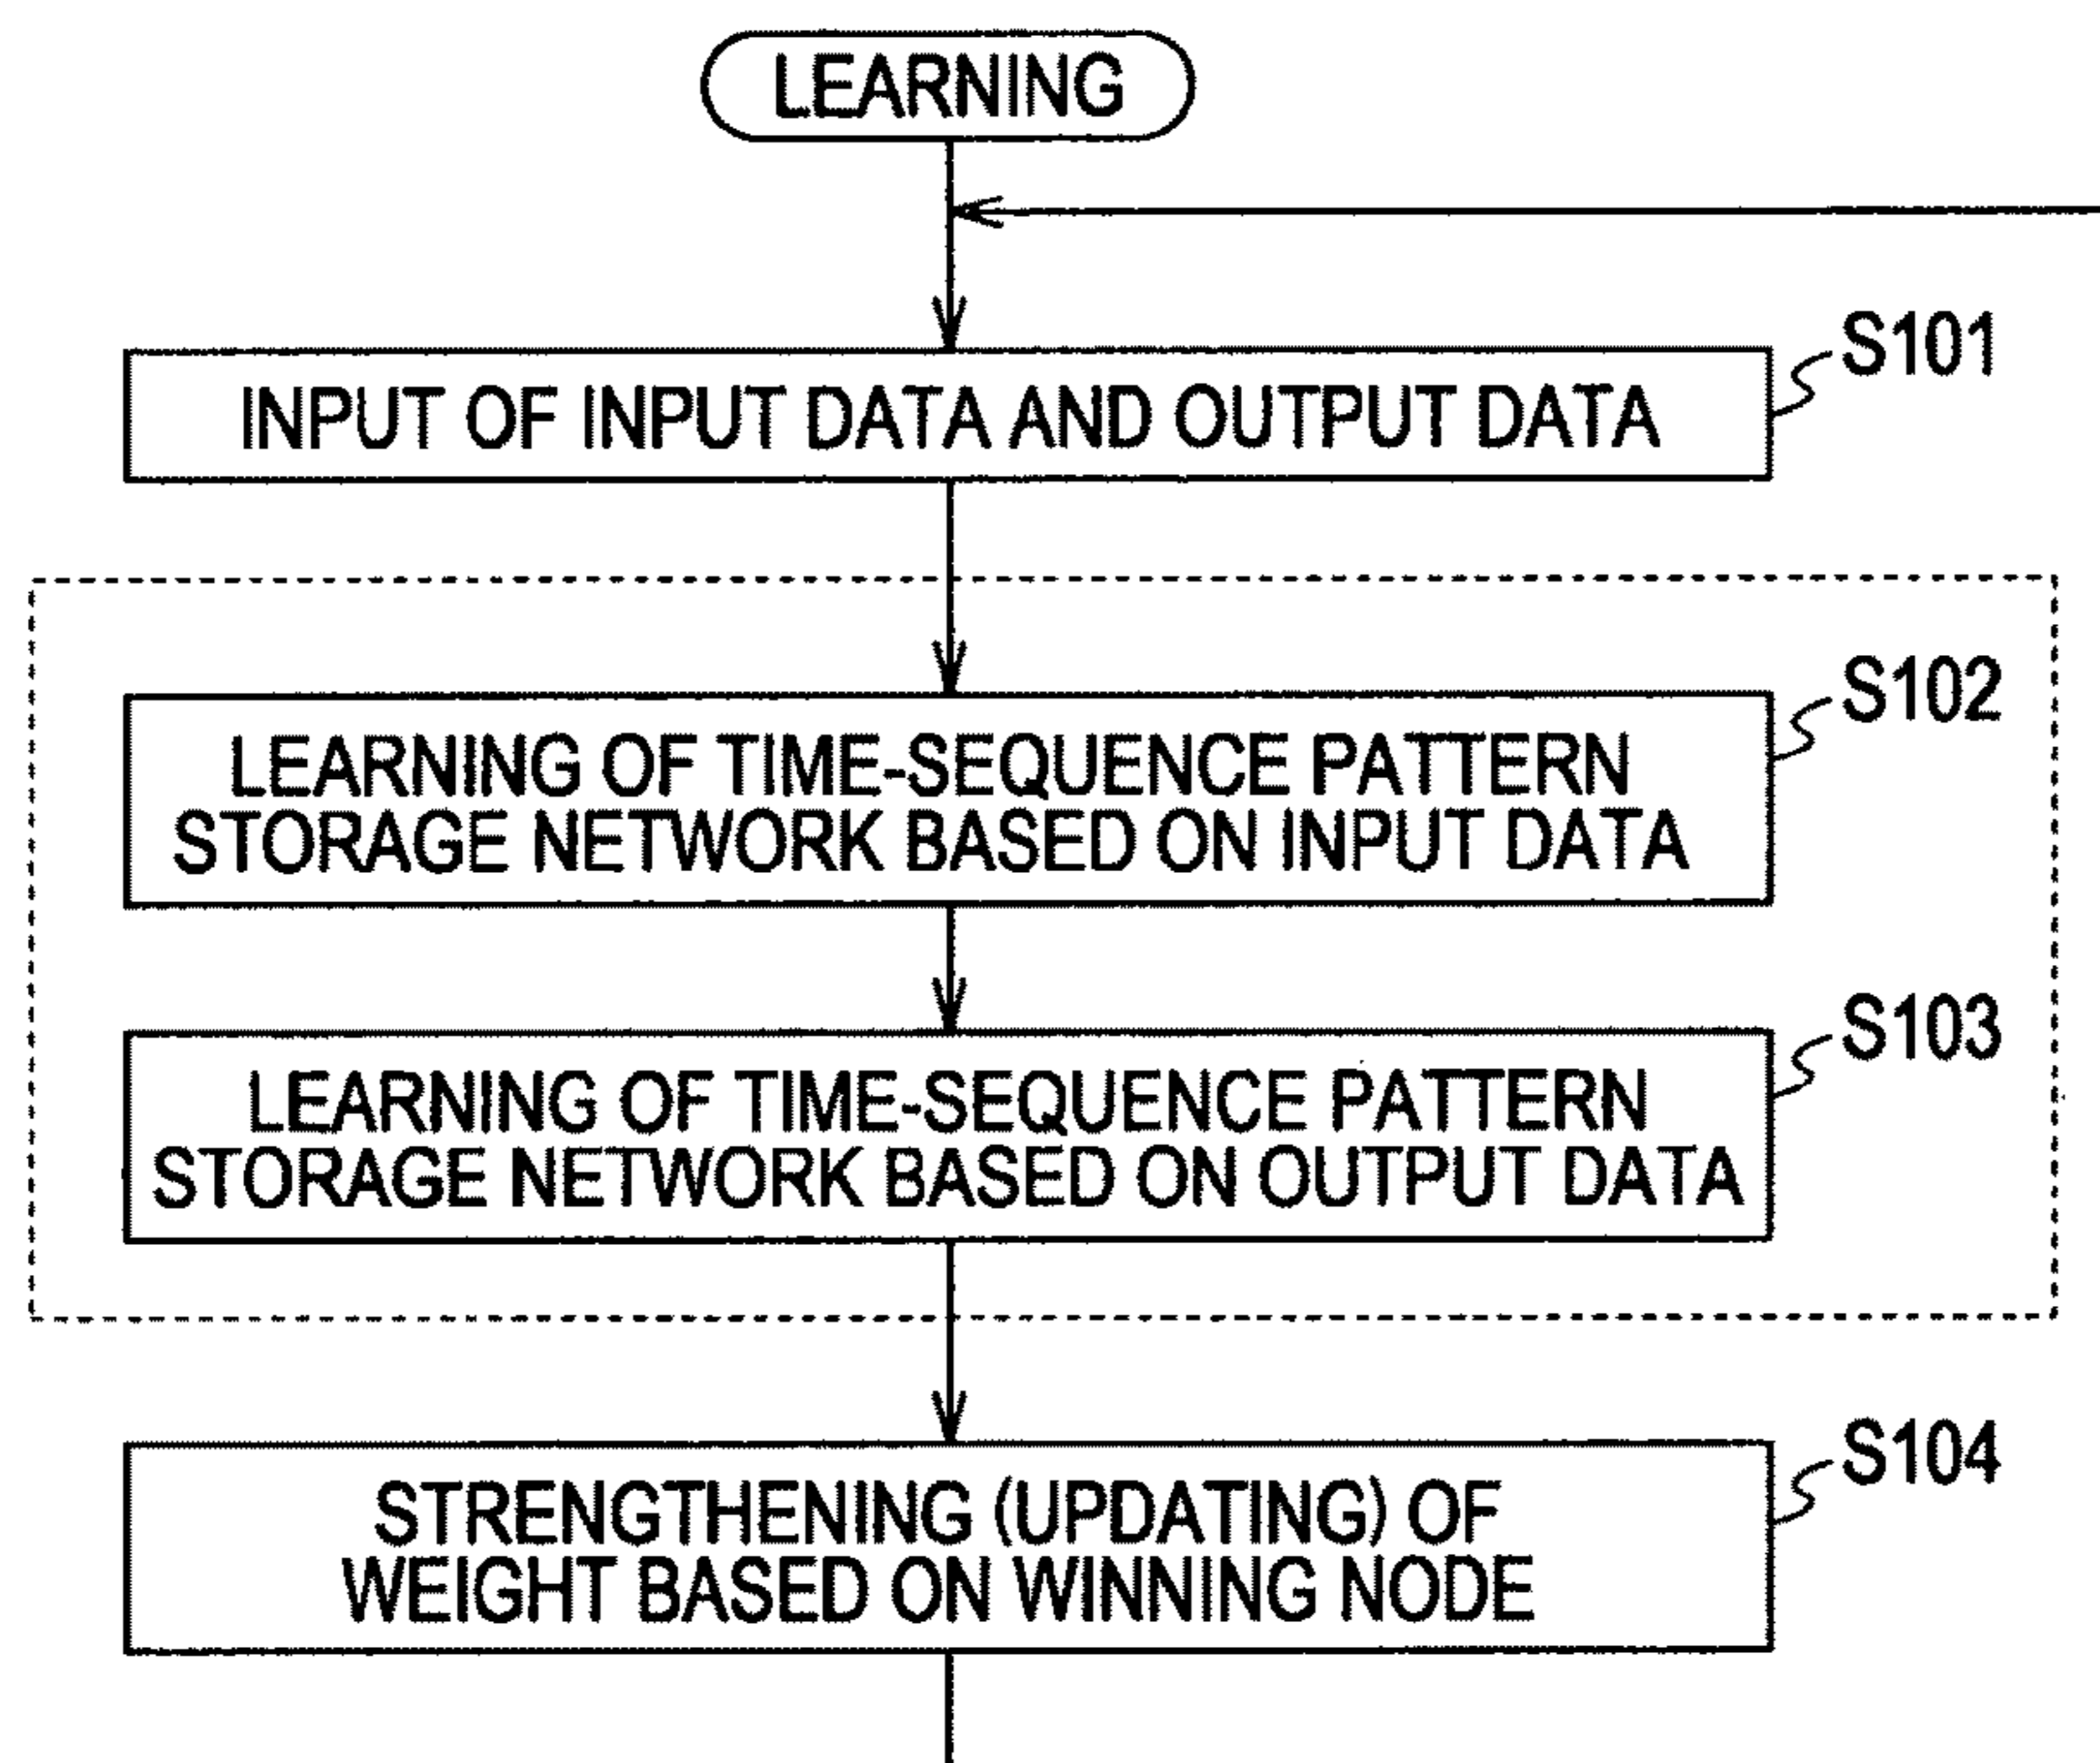 LEARNING
INPUT OF INPUT DATA AND OUTPUT DATA
S101
LEARNING OF TIME-SEQUENCE PATTERN
STORAGE NETWORK BASED ON INPUT DATA
S102
LEARNING OF TIME-SEQUENCE PATTERN
STORAGE NETWORK BASED ON OUTPUT DATA
S103
STRENGTHENING (UPDATING) OF
WEIGHT BASED ON WINNING NODE
S104